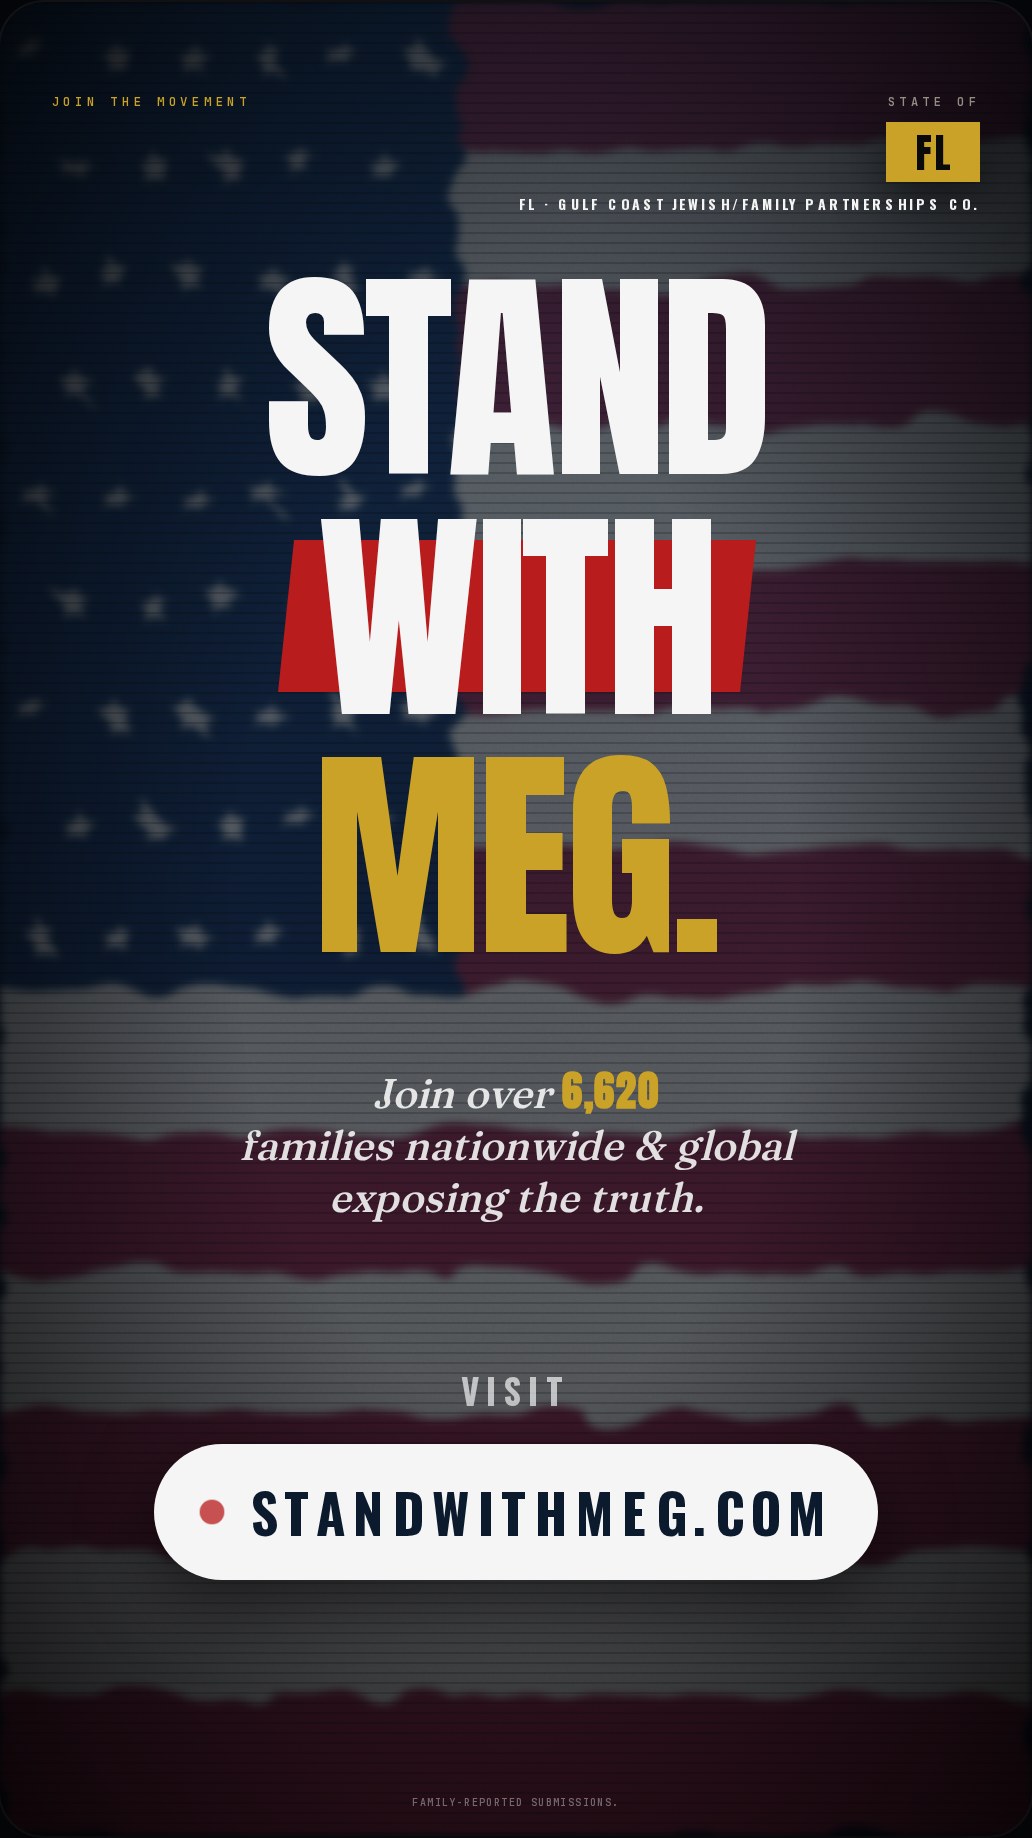 JOIN THE MOVEMENT
STATE OF
FL
FL · GULF COAST JEWISH/FAMILY PARTNERSHIPS CO.
STAND
WITH
MEG.
Join over 6,620
families nationwide & global
exposing the truth.
VISIT
STANDWITHMEG.COM
FAMILY-REPORTED SUBMISSIONS.